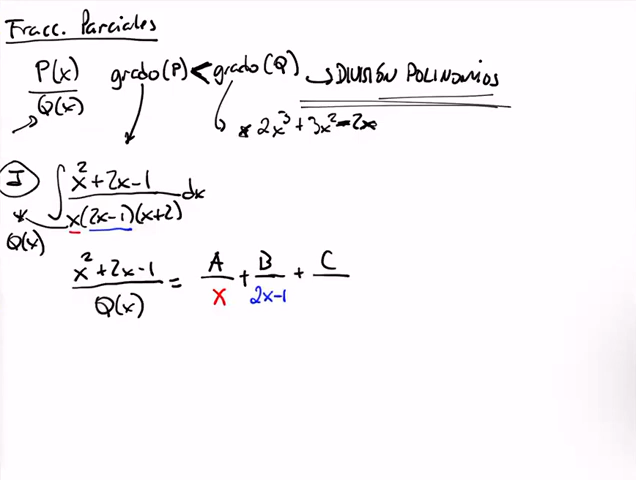 Fracc. Parciales
P(x)/Q(x) grado(P) < grado(Q) → DIVISIÓN POLINOMIOS
* 2x³ + 3x² - 2x
I ∫ (x² + 2x - 1)/(x(2x-1)(x+2)) dx
* Q(x)
(x² + 2x - 1)/Q(x) = A/x + B/(2x-1) + C/